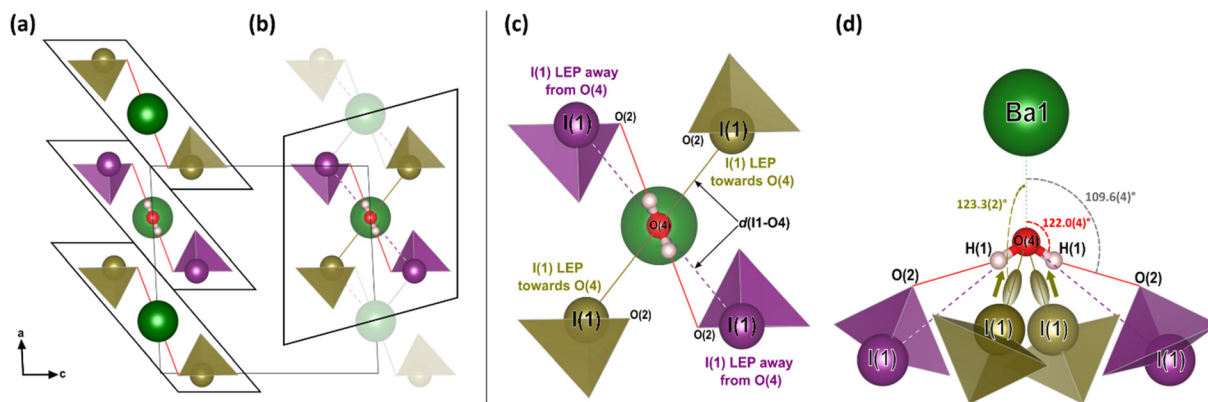 (a)
(b)
(c)
(d)
H
a
c
I(1) LEP away
from O(4)
O(2)
I(1)
O(2)
I(1)
I(1) LEP
towards O(4)
O(4)
d(I1-O4)
I(1) LEP
towards O(4)
O(2)
I(1)
O(2)
I(1)
I(1) LEP away
from O(4)
Ba1
123.3(2)°
109.6(4)°
122.0(4)°
H(1)
O(4)
H(1)
O(2)
O(2)
I(1)
I(1)
I(1)
I(1)